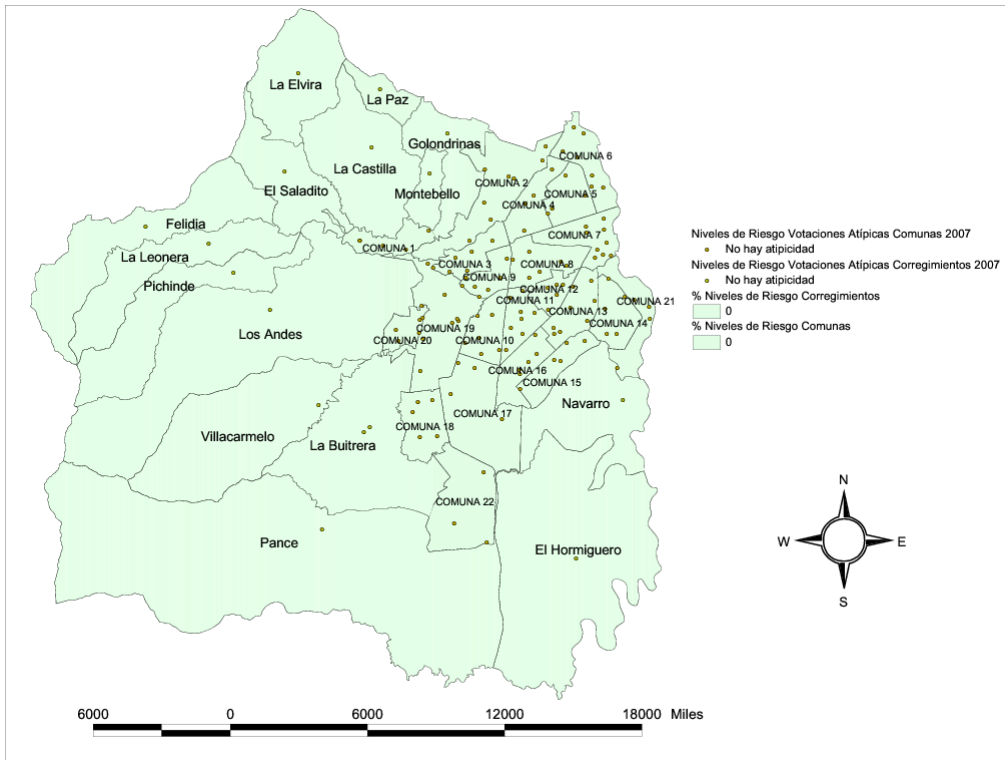 La Elvira
La Paz
Golondrinas
La Castilla
COMUNA 6
COMUNA 2
El Saladito
Montebello
COMUNA 5
COMUNA 4
Felidia
COMUNA 7
La Leonera
COMUNA 1
Pichinde
COMUNA 3
COMUNA 8
COMUNA 9
COMUNA 12
COMUNA 11
COMUNA 21
COMUNA 13
Los Andes
COMUNA 19
COMUNA 14
COMUNA 20
COMUNA 10
COMUNA 16
COMUNA 15
Navarro
COMUNA 17
COMUNA 18
Villacarmelo
La Buitrera
COMUNA 22
Pance
El Hormiguero
Niveles de Riesgo Votaciones Atípicas Comunas 2007
No hay atipicidad
Niveles de Riesgo Votaciones Atípicas Corregimientos 2007
No hay atipicidad
% Niveles de Riesgo Corregimientos
0
% Niveles de Riesgo Comunas
0
N
W
E
S
6000 0 6000 12000 18000 Miles